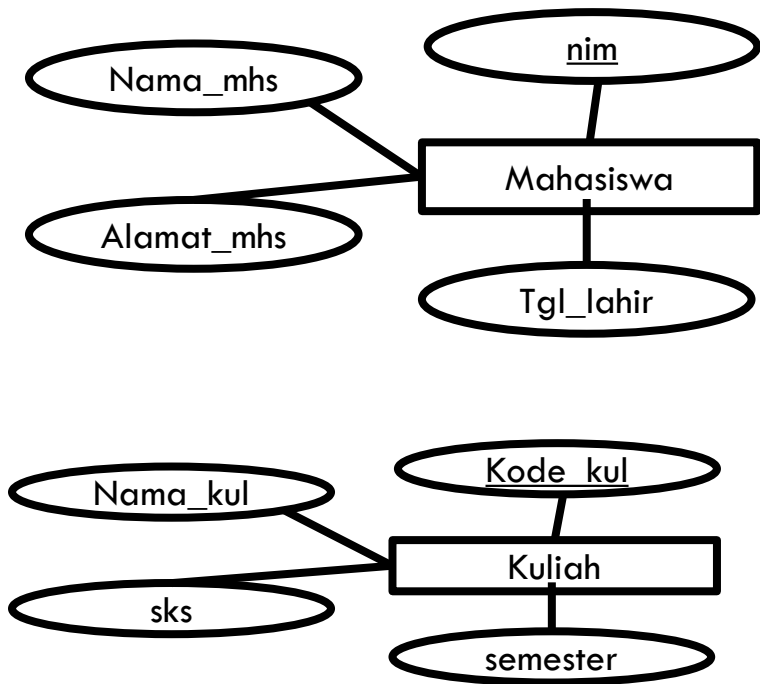 nim
Nama_mhs
Mahasiswa
Alamat_mhs
Tgl_lahir
Kode_kul
Nama_kul
Kuliah
sks
semester